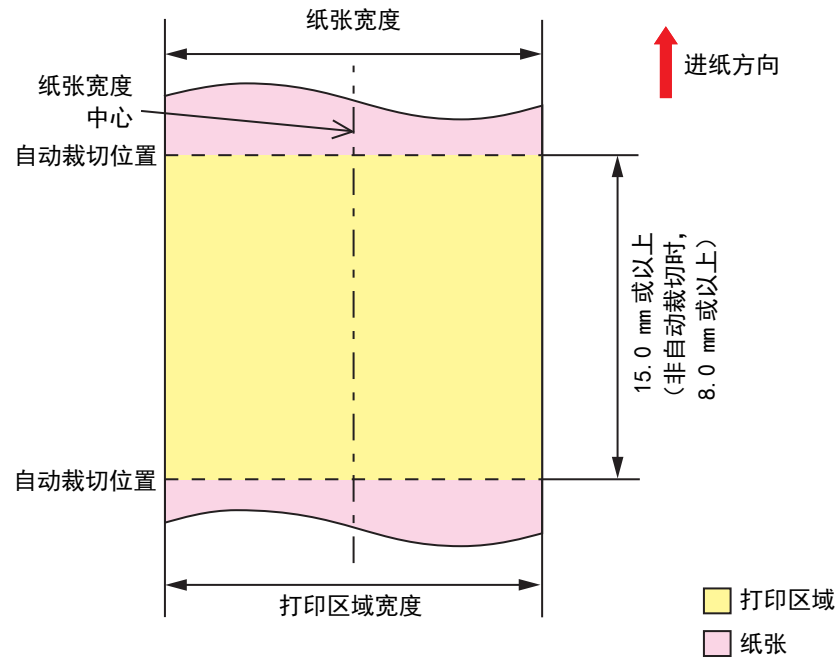 纸张宽度
进纸方向
纸张宽度
中心
自动裁切位置
15.0 mm 或以上
(非自动裁切时,
8.0 mm 或以上)
自动裁切位置
打印区域宽度
打印区域
纸张